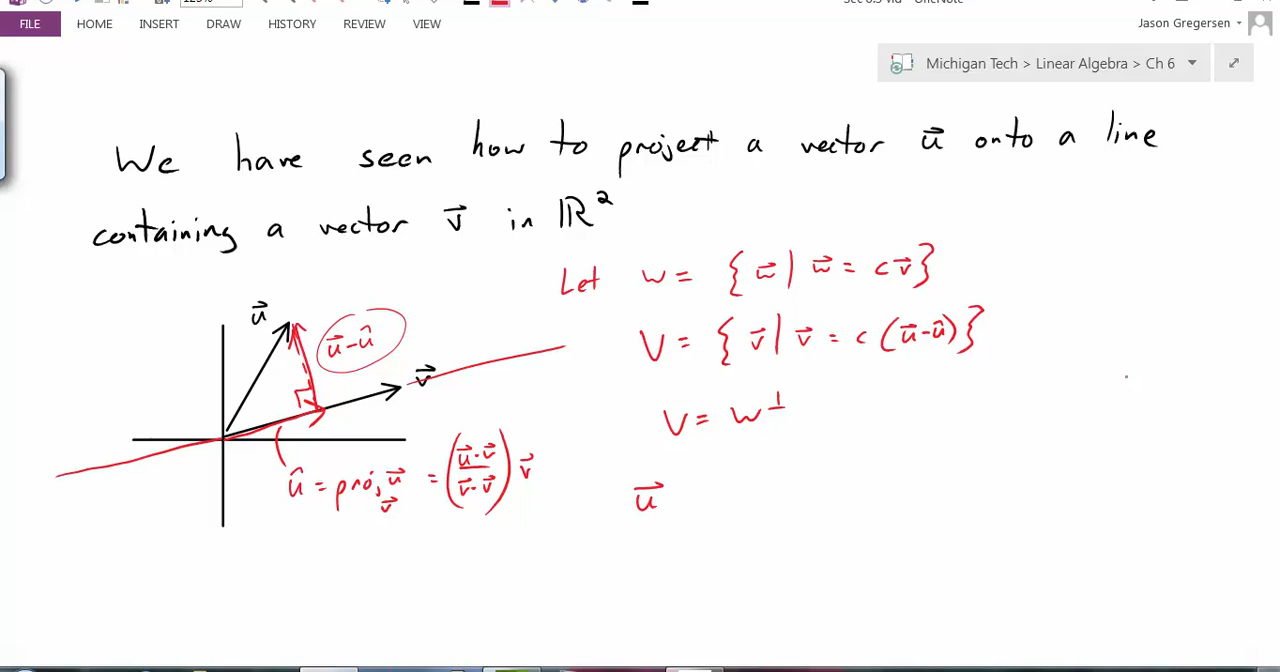 FILE HOME INSERT DRAW HISTORY REVIEW VIEW
Jason Gregersen
Michigan Tech > Linear Algebra > Ch 6
We have seen how to project a vector u⃗ onto a line
containing a vector v⃗ in ℝ²
Let W = { w⃗ | w⃗ = cv⃗ }
V = { v⃗ | v⃗ = c (u⃗-û) }
V = W⊥
u⃗
u⃗
u⃗-û
v⃗
û = proj_v⃗ u⃗ = (u⃗·v⃗ / v⃗·v⃗) v⃗